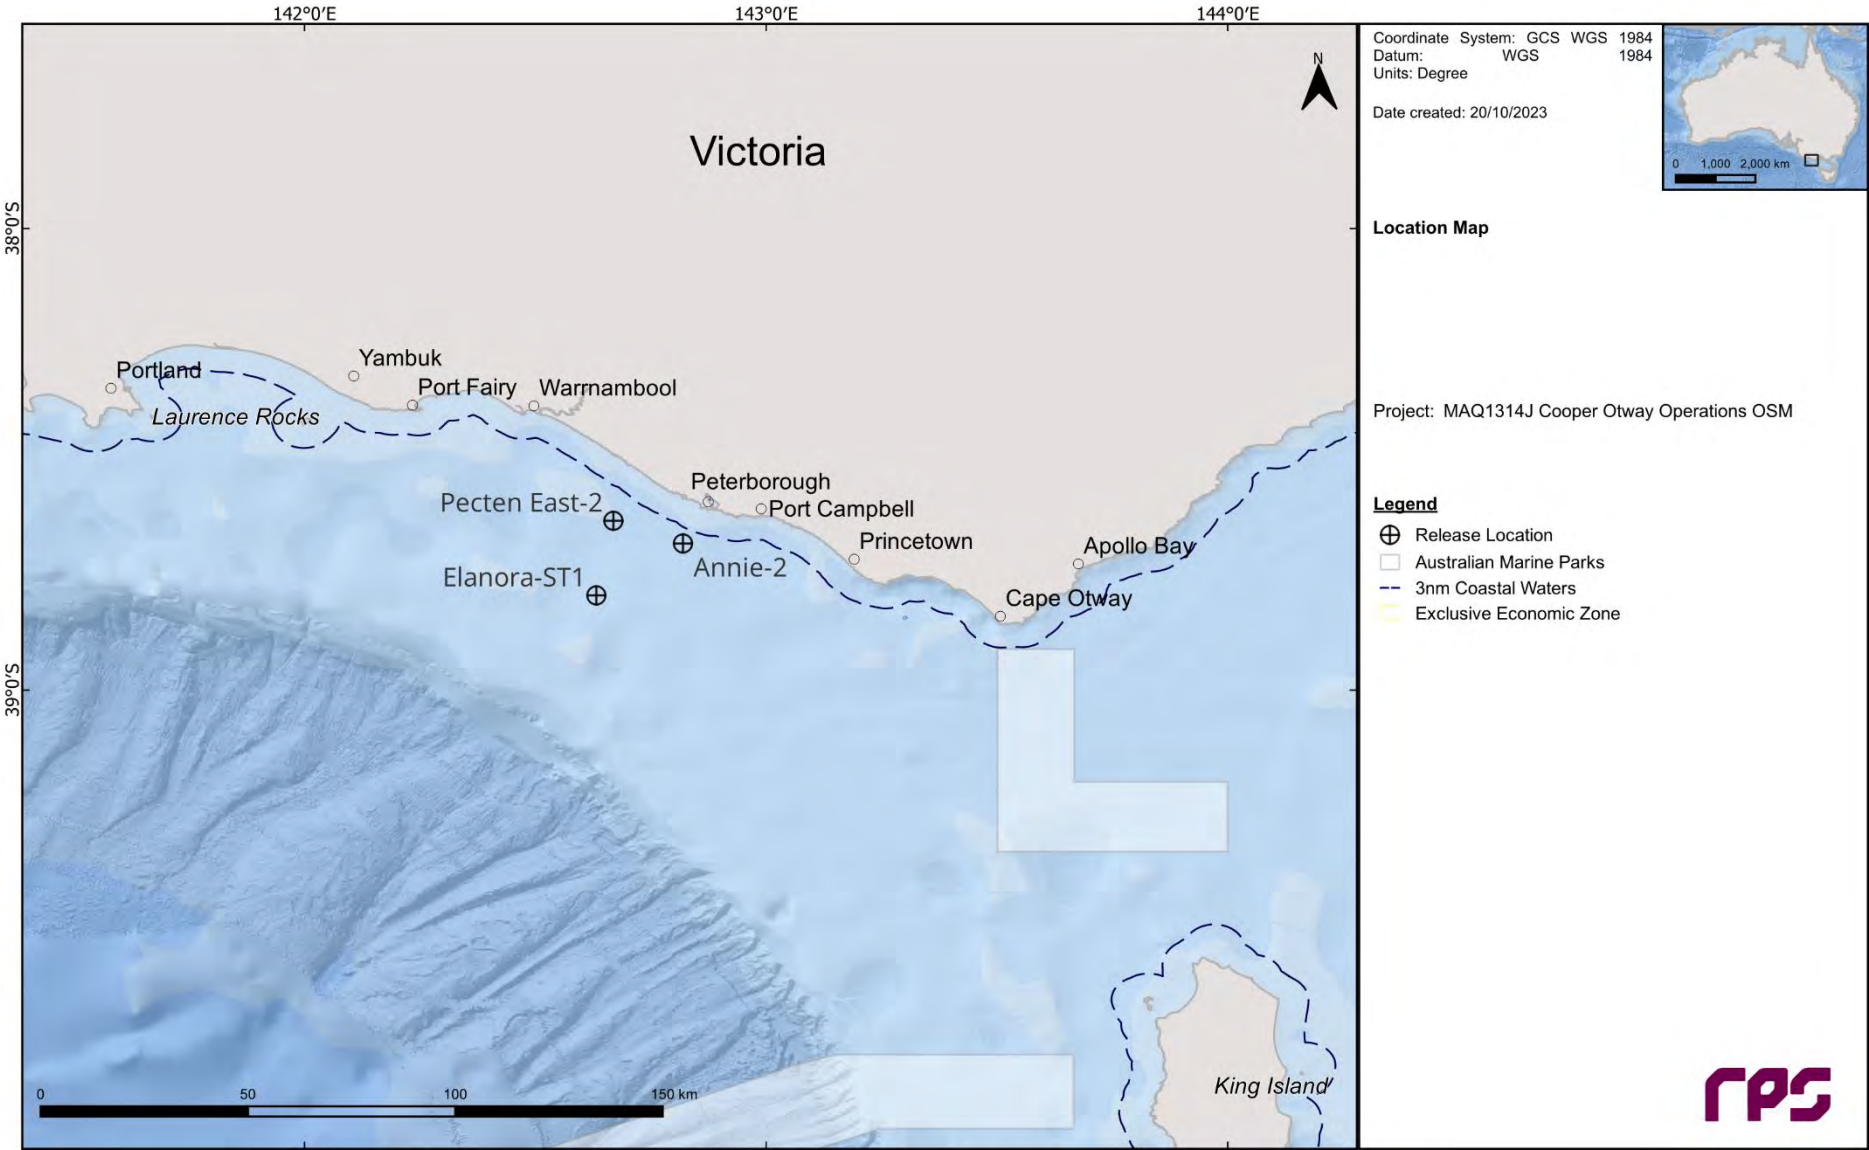 142°0'E 143°0'E 144°0'E
N
Victoria
38°0'S
39°0'S
Portland
Yambuk
Port Fairy
Warrnambool
Laurence Rocks
Peterborough
Pecten East-2
Port Campbell
Princetown
Annie-2
Apollo Bay
Elanora-ST1
Cape Otway
King Island
0 50 100 150 km
Coordinate System: GCS WGS 1984
Datum: WGS 1984
Units: Degree
Date created: 20/10/2023
0 1,000 2,000 km
Location Map
Project: MAQ1314J Cooper Otway Operations OSM
Legend
Release Location
Australian Marine Parks
3nm Coastal Waters
Exclusive Economic Zone
rps